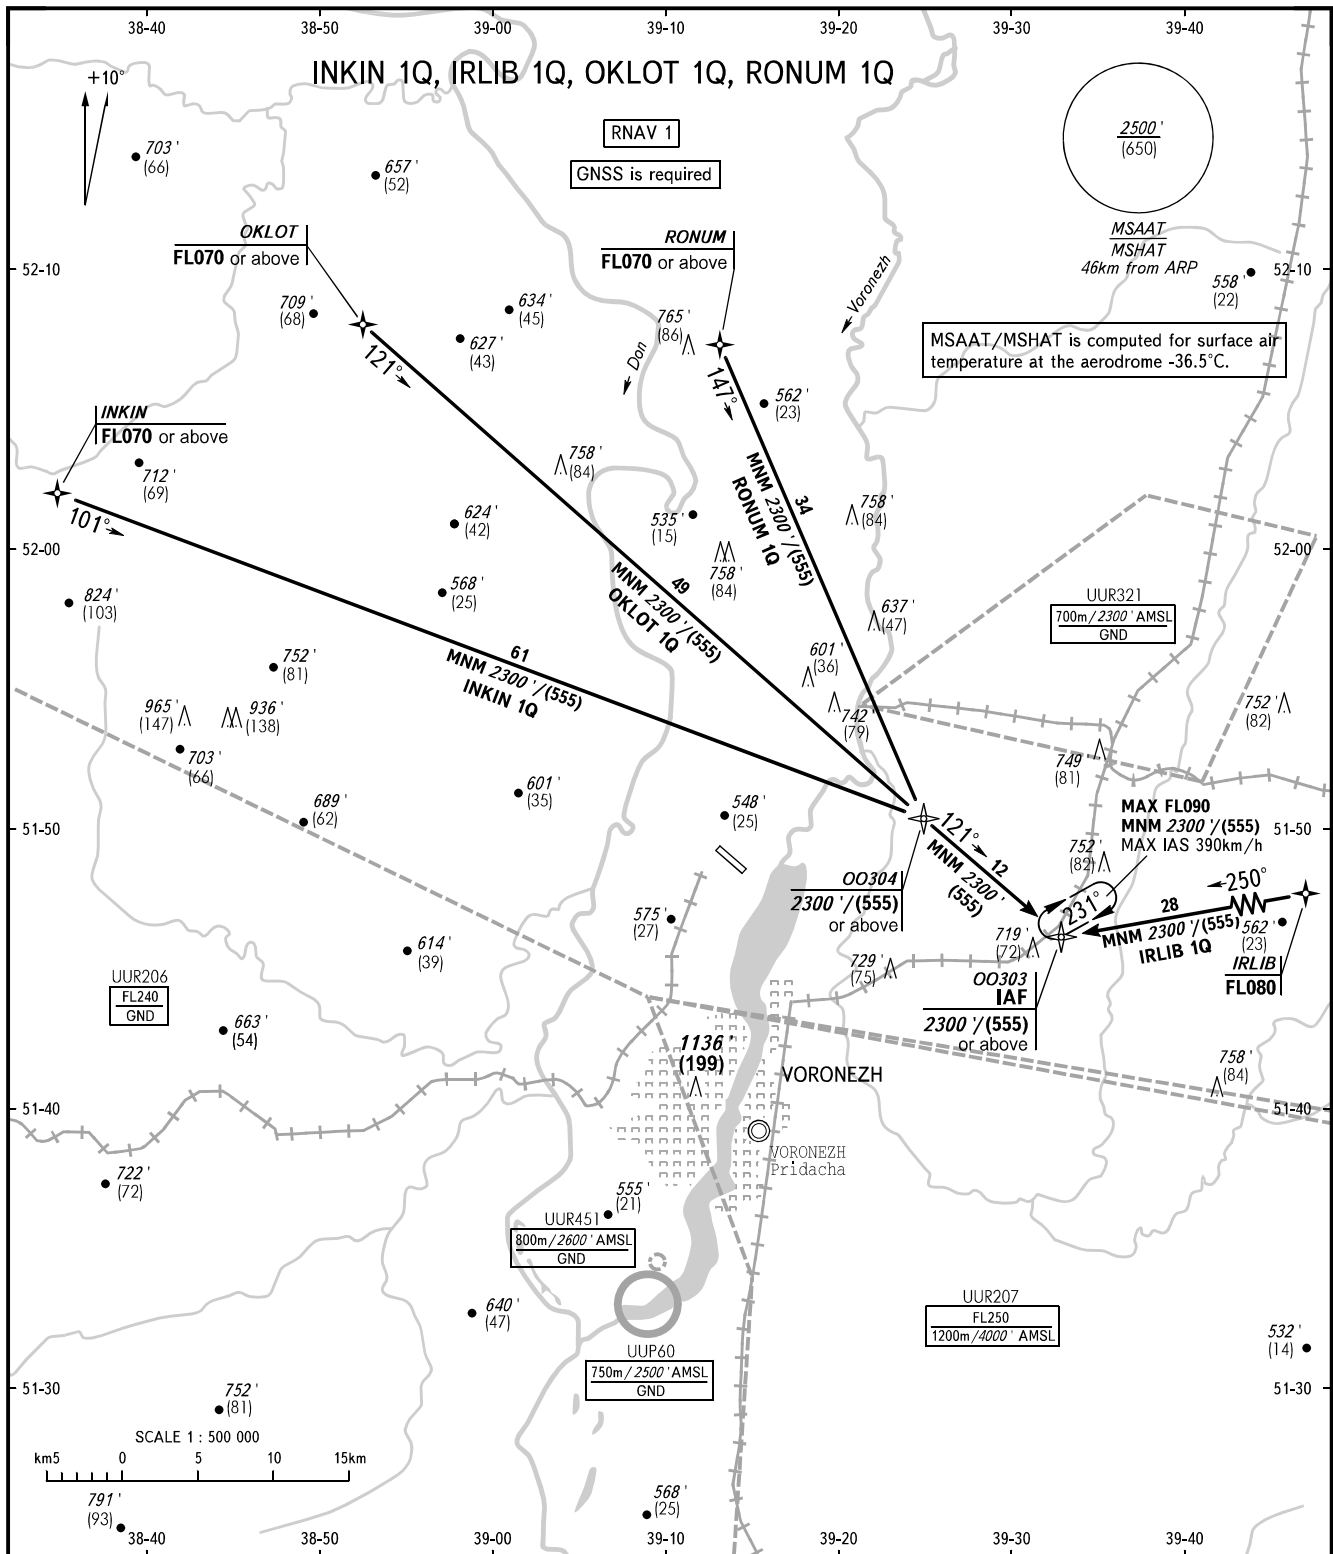 38-40
38-50
39-00
39-10
39-20
39-30
39-40
INKIN 1Q, IRLIB 1Q, OKLOT 1Q, RONUM 1Q
+10°
RNAV 1
GNSS is required
2500'
(650)
MSAAT
MSHAT
46km from ARP
703'
(66)
657'
(52)
OKLOT
FL070 or above
RONUM
FL070 or above
Voronezh
52-10
52-10
558'
(22)
709'
(68)
634'
(45)
627'
(43)
765'
(86)
Don
MSAAT/MSHAT is computed for surface air
temperature at the aerodrome -36.5°C.
121°
147°
562'
(23)
INKIN
FL070 or above
712'
(69)
758'
(84)
101°
624'
(42)
535'
(15)
34
MNM 2300'/(555)
RONUM 1Q
758'
(84)
52-00
52-00
758'
(84)
568'
(25)
49
MNM 2300'/(555)
OKLOT 1Q
824'
(103)
637'
(47)
UUR321
700m/2300' AMSL
GND
601'
(36)
752'
(81)
61
MNM 2300'/(555)
INKIN 1Q
965'
(147)
936'
(138)
742'
(79)
752'
(82)
703'
(66)
749'
(81)
601'
(35)
689'
(62)
548'
(25)
51-50
51-50
121°
12
MNM 2300'
(555)
MAX FL090
MNM 2300'/(555)
MAX IAS 390km/h
752'
(82)
OO304
2300'/(555)
or above
231°
250°
28
MNM 2300'/(555)
IRLIB 1Q
562'
(23)
IRLIB
FL080
575'
(27)
614'
(39)
719'
(72)
729'
(75)
OO303
IAF
2300'/(555)
or above
UUR206
FL240
GND
663'
(54)
1136'
(199)
VORONEZH
758'
(84)
51-40
51-40
VORONEZH
Pridacha
722'
(72)
555'
(21)
UUR451
800m/2600' AMSL
GND
640'
(47)
UUR207
FL250
1200m/4000' AMSL
532'
(14)
UUP60
750m/2500' AMSL
GND
51-30
51-30
752'
(81)
SCALE 1 : 500 000
km5 0 5 10 15km
791'
(93)
568'
(25)
38-40
38-50
39-00
39-10
39-20
39-30
39-40